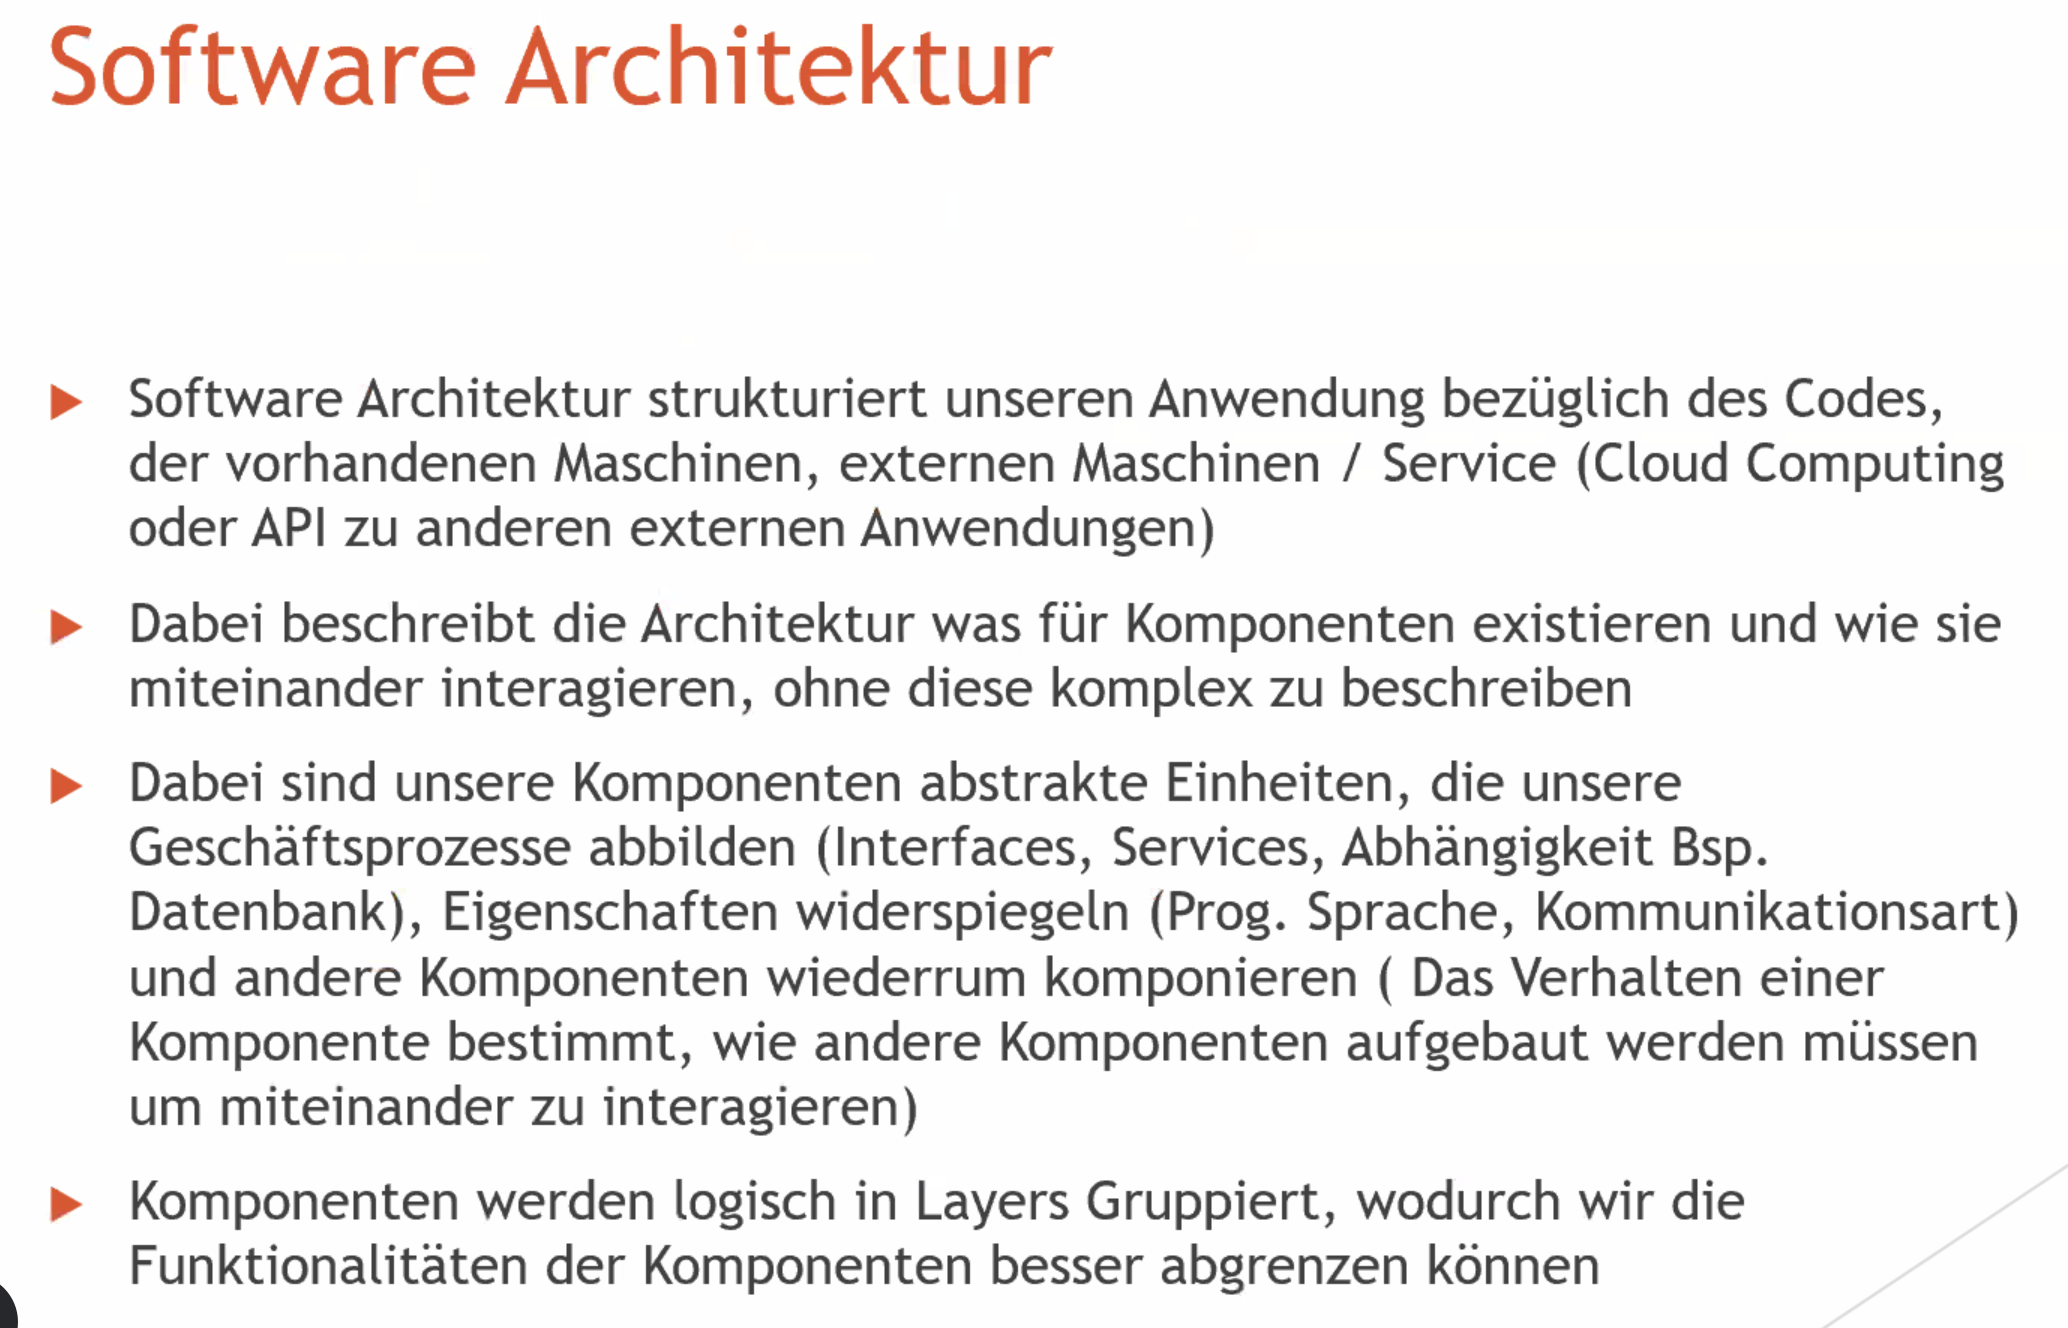 Software Architektur
Software Architektur strukturiert unseren Anwendung bezüglich des Codes,
der vorhandenen Maschinen, externen Maschinen / Service (Cloud Computing
oder API zu anderen externen Anwendungen)
Dabei beschreibt die Architektur was für Komponenten existieren und wie sie
miteinander interagieren, ohne diese komplex zu beschreiben
Dabei sind unsere Komponenten abstrakte Einheiten, die unsere
Geschäftsprozesse abbilden (Interfaces, Services, Abhängigkeit Bsp.
Datenbank), Eigenschaften widerspiegeln (Prog. Sprache, Kommunikationsart)
und andere Komponenten wiederrum komponieren ( Das Verhalten einer
Komponente bestimmt, wie andere Komponenten aufgebaut werden müssen
um miteinander zu interagieren)
Komponenten werden logisch in Layers Gruppiert, wodurch wir die
Funktionalitäten der Komponenten besser abgrenzen können